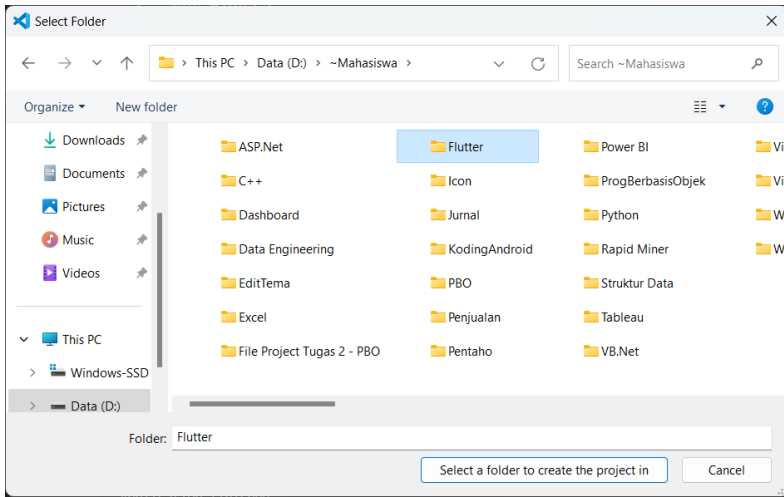 Select Folder
This PC > Data (D:) > ~Mahasiswa >
Search ~Mahasiswa
Organize
New folder
Downloads
Documents
Pictures
Music
Videos
This PC
Windows-SSD
Data (D:)
ASP.Net
C++
Dashboard
Data Engineering
EditTema
Excel
File Project Tugas 2 - PBO
Flutter
Icon
Jurnal
KodingAndroid
PBO
Penjualan
Pentaho
Power BI
ProgBerbasisObjek
Python
Rapid Miner
Struktur Data
Tableau
VB.Net
Vi
Vi
W
W
Folder: Flutter
Select a folder to create the project in
Cancel